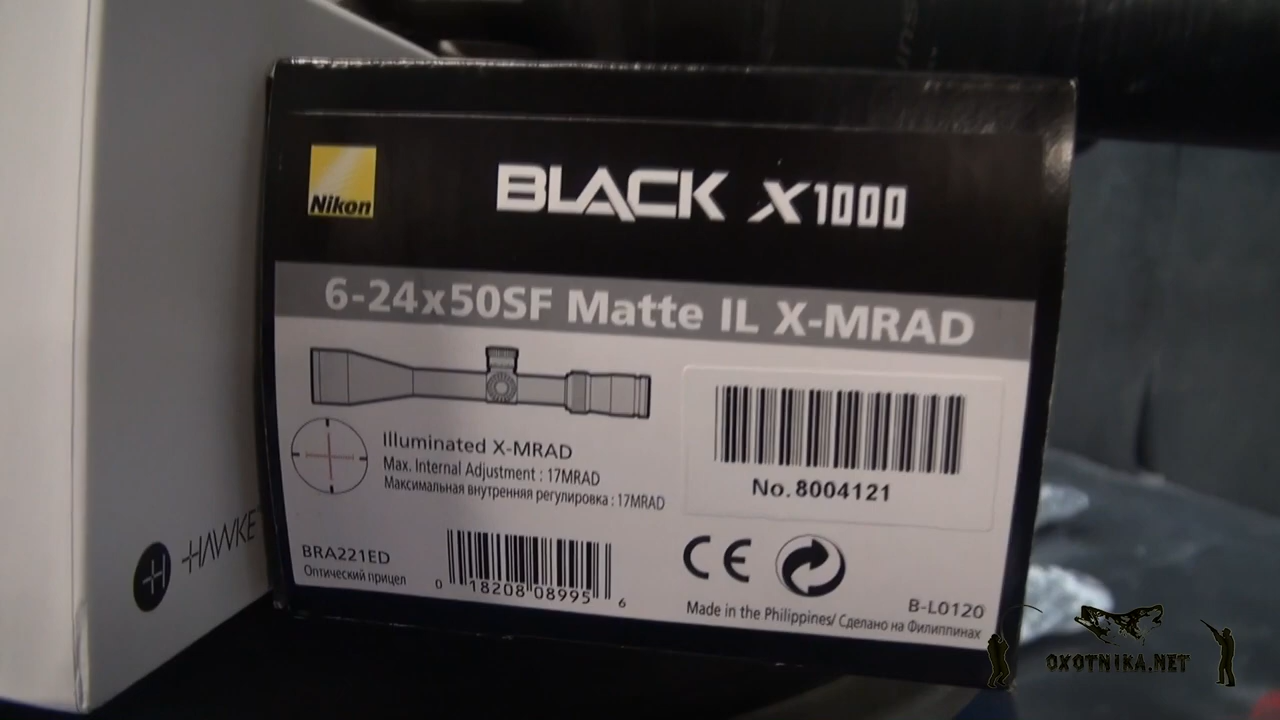 Nikon
BLACK X1000
6-24x50SF Matte IL X-MRAD
Illuminated X-MRAD
Max. Internal Adjustment : 17MRAD
Максимальная внутренняя регулировка : 17MRAD
No. 8004121
BRA221ED
Оптический прицел
0 18208 08995 6
CE
B-L0120
Made in the Philippines/ Сделано на Филиппинах
HAWKE
OXOTNIKA.NET